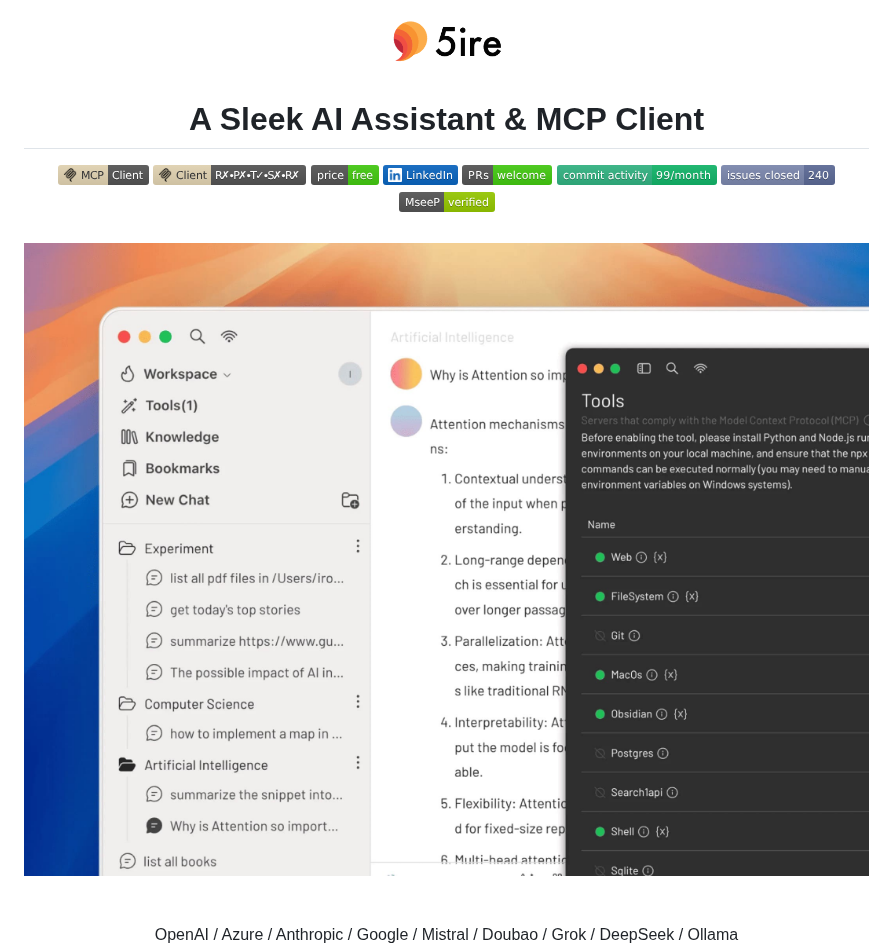 5ire
A Sleek AI Assistant & MCP Client
MCP Client
Client R✗•P✗•T✓•S✗•R✗
price free
LinkedIn
PRs welcome
commit activity 99/month
issues closed 240
MseeP verified
Workspace
I
Tools(1)
Knowledge
Bookmarks
New Chat
Experiment
list all pdf files in /Users/iro...
get today's top stories
summarize https://www.gu...
The possible impact of AI in...
Computer Science
how to implement a map in ...
Artificial Intelligence
summarize the snippet into...
Why is Attention so import...
list all books
Artificial Intelligence
Why is Attention so imp
Attention mechanisms
ns:
1. Contextual underst
of the input when p
erstanding.
2. Long-range depen
ch is essential for u
over longer passag
3. Parallelization: Att
ces, making trainin
s like traditional RN
4. Interpretability: At
put the model is fo
able.
5. Flexibility: Attentio
d for fixed-size rep
6. Multi-head attentio
Tools
Servers that comply with the Model Context Protocol (MCP)
Before enabling the tool, please install Python and Node.js ru
environments on your local machine, and ensure that the npx
commands can be executed normally (you may need to manua
environment variables on Windows systems).
Name
Web {x}
FileSystem {x}
Git
MacOs {x}
Obsidian {x}
Postgres
Search1api
Shell {x}
Sqlite
OpenAI / Azure / Anthropic / Google / Mistral / Doubao / Grok / DeepSeek / Ollama